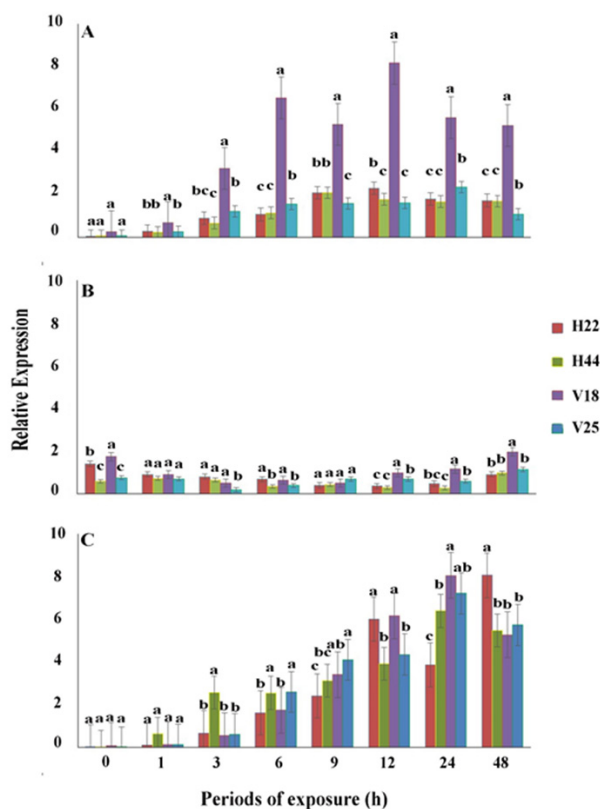 A
10
8
6
4
2
0
a a a a
b b a b
bc c a b
c c a b
b b a b
b c a c
c c a b
c c a b
B
10
8
6
4
2
0
b c a c
a a a a
a a a b
a b a b
a a a a
c c a b
bc c a b
b b a b
C
10
8
6
4
2
0
a a a a
a a a a
b a b b
b a b a
c bc ab a
a b a b
c b a ab
a b b b
0 1 3 6 9 12 24 48
Periods of exposure (h)
Relative Expression
H22
H44
V18
V25